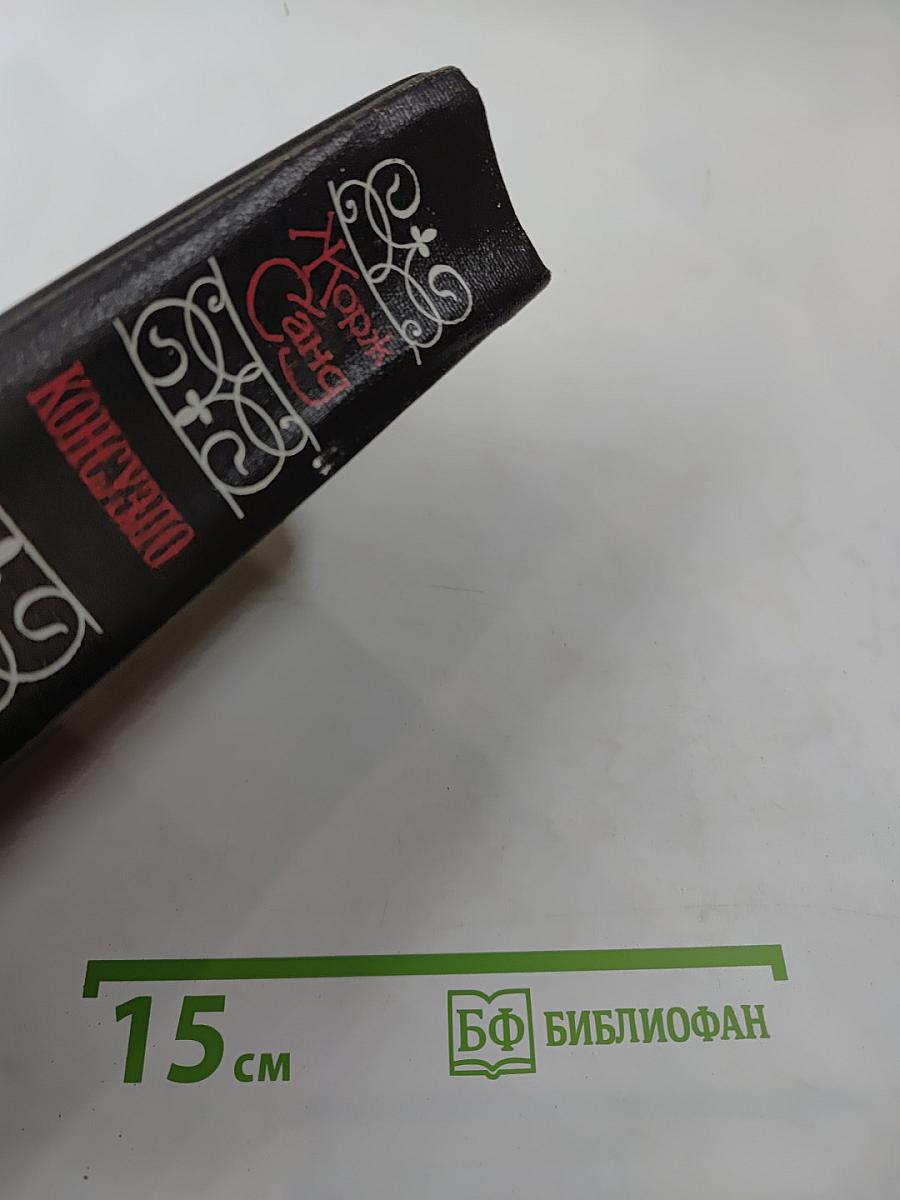 Жорж
Санд
КОНСУЭЛО
15 см
БФ БИБЛИОФАН